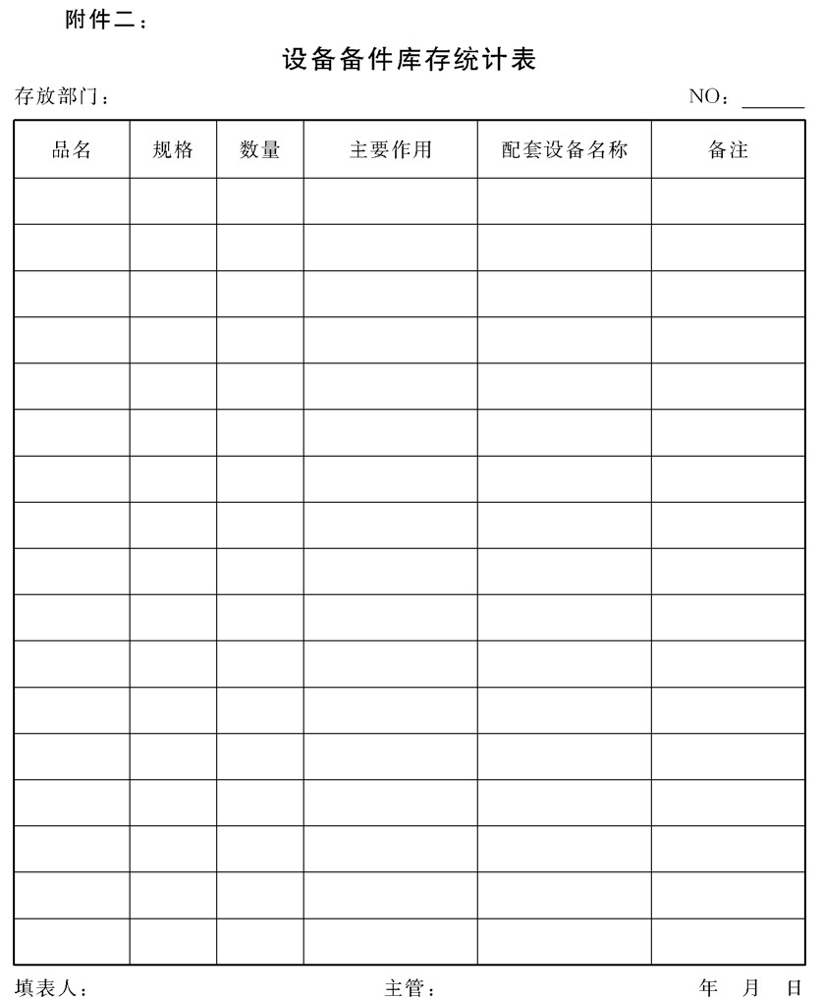 附件二：
设备备件库存统计表
存放部门： NO：______
品名 规格 数量 主要作用 配套设备名称 备注
填表人： 主管： 年 月 日